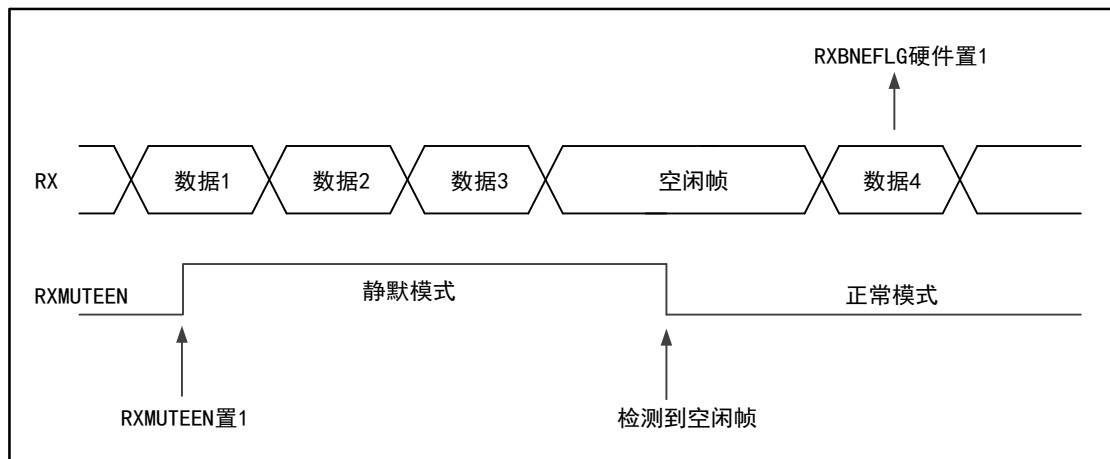 RXBNEFLG硬件置1
RX
数据1
数据2
数据3
空闲帧
数据4
RXMUTEEN
静默模式
正常模式
RXMUTEEN置1
检测到空闲帧